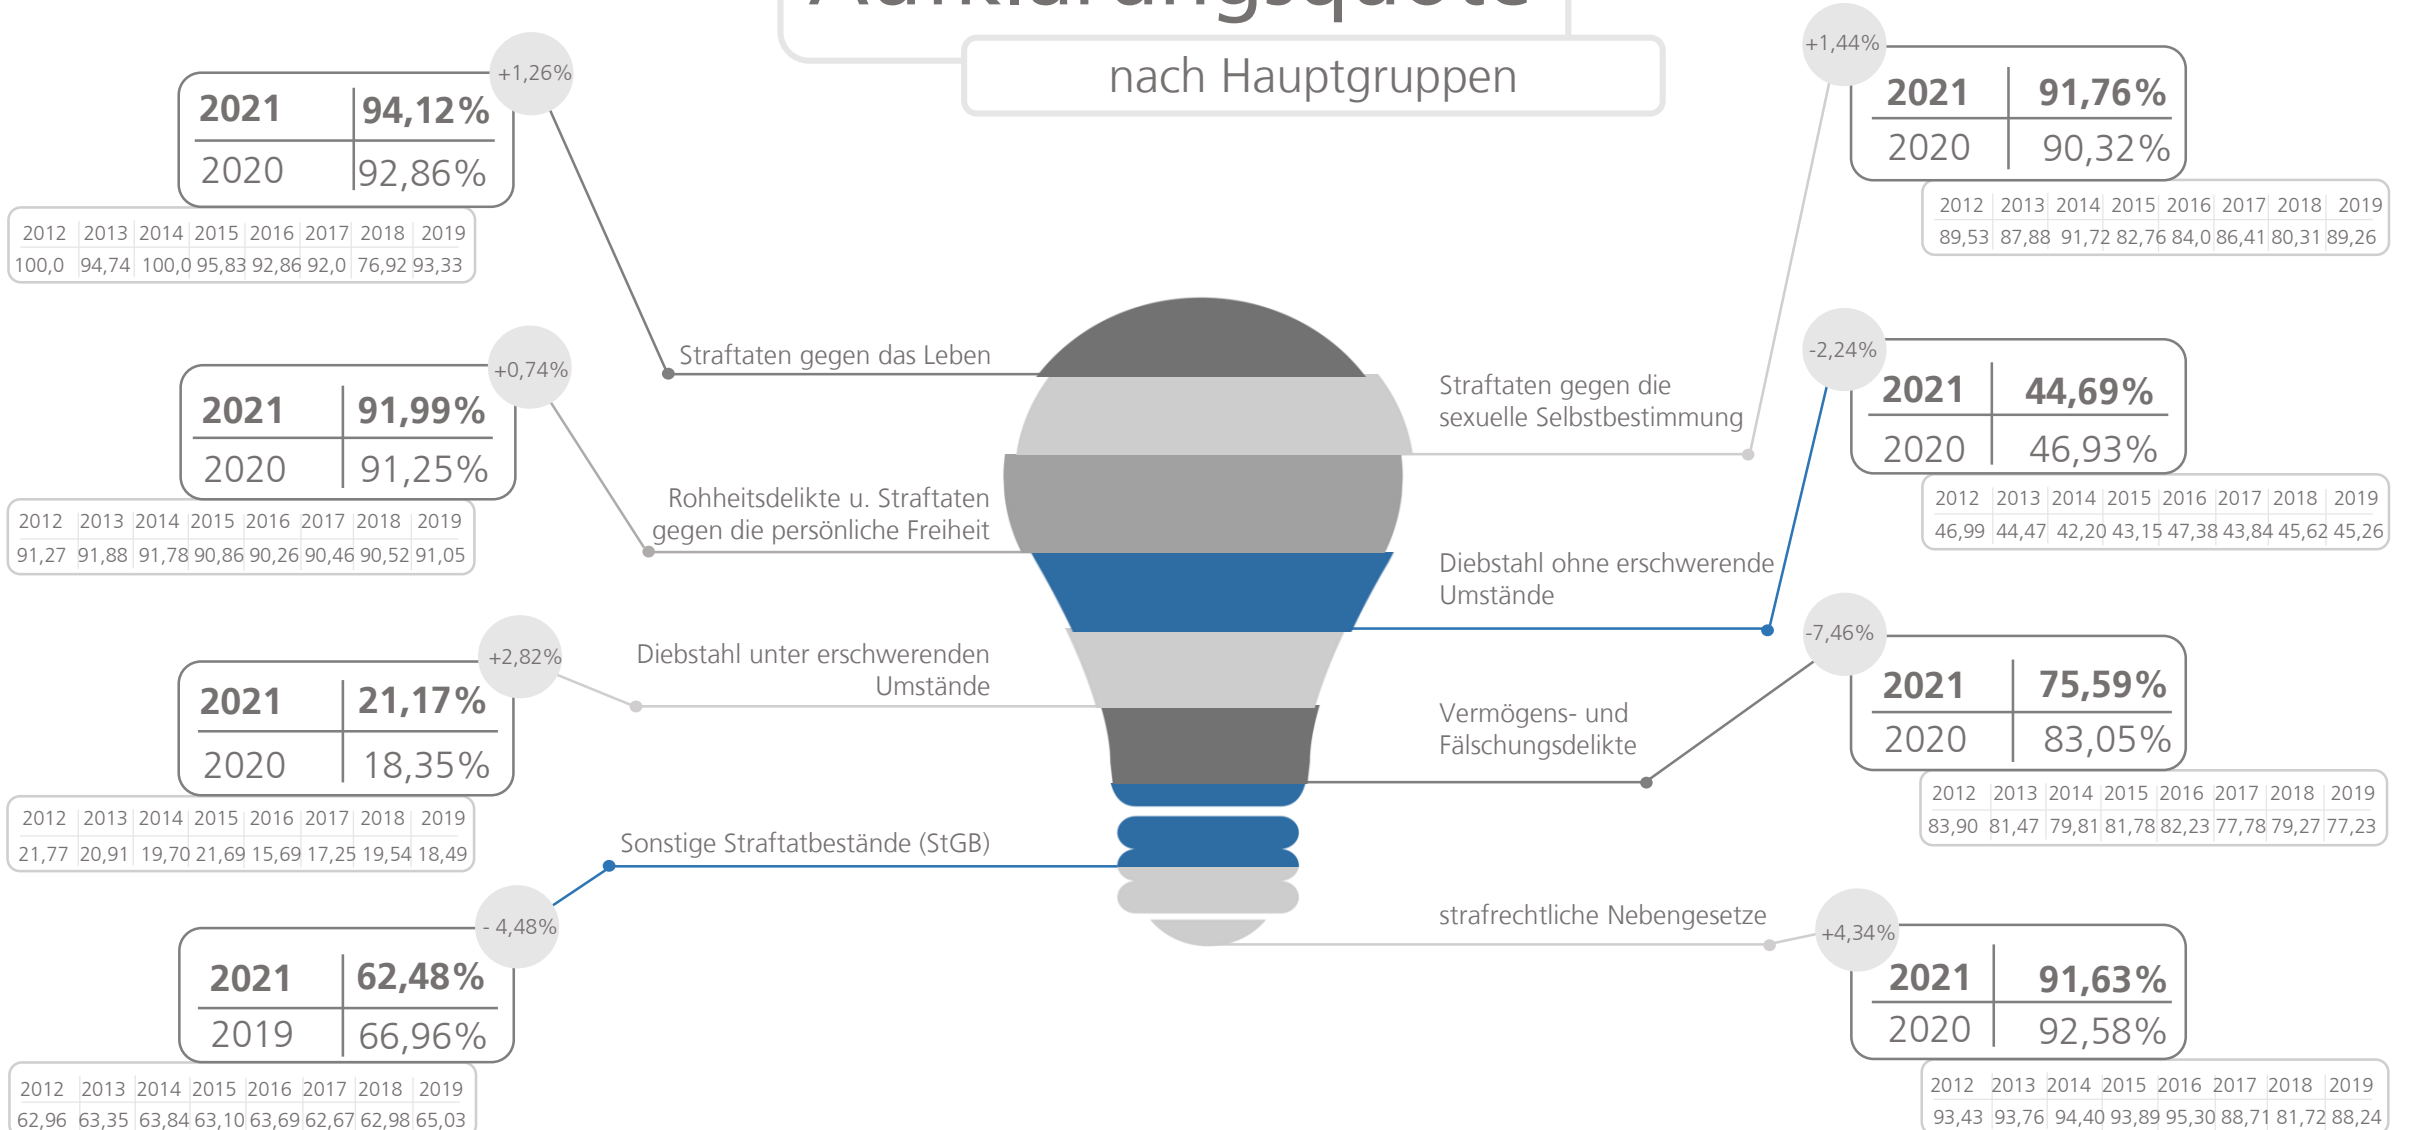 Aufklärungsquote
nach Hauptgruppen
+1,26%
2021 94,12%
2020 92,86%
2012 2013 2014 2015 2016 2017 2018 2019
100,0 94,74 100,0 95,83 92,86 92,0 76,92 93,33
Straftaten gegen das Leben
+0,74%
2021 91,99%
2020 91,25%
2012 2013 2014 2015 2016 2017 2018 2019
91,27 91,88 91,78 90,86 90,26 90,46 90,52 91,05
Rohheitsdelikte u. Straftaten
gegen die persönliche Freiheit
+2,82%
2021 21,17%
2020 18,35%
2012 2013 2014 2015 2016 2017 2018 2019
21,77 20,91 19,70 21,69 15,69 17,25 19,54 18,49
Diebstahl unter erschwerenden
Umstände
Sonstige Straftatbestände (StGB)
- 4,48%
2021 62,48%
2019 66,96%
2012 2013 2014 2015 2016 2017 2018 2019
62,96 63,35 63,84 63,10 63,69 62,67 62,98 65,03
+1,44%
2021 91,76%
2020 90,32%
2012 2013 2014 2015 2016 2017 2018 2019
89,53 87,88 91,72 82,76 84,0 86,41 80,31 89,26
Straftaten gegen die
sexuelle Selbstbestimmung
-2,24%
2021 44,69%
2020 46,93%
2012 2013 2014 2015 2016 2017 2018 2019
46,99 44,47 42,20 43,15 47,38 43,84 45,62 45,26
Diebstahl ohne erschwerende
Umstände
-7,46%
2021 75,59%
2020 83,05%
2012 2013 2014 2015 2016 2017 2018 2019
83,90 81,47 79,81 81,78 82,23 77,78 79,27 77,23
Vermögens- und
Fälschungsdelikte
strafrechtliche Nebengesetze
+4,34%
2021 91,63%
2020 92,58%
2012 2013 2014 2015 2016 2017 2018 2019
93,43 93,76 94,40 93,89 95,30 88,71 81,72 88,24